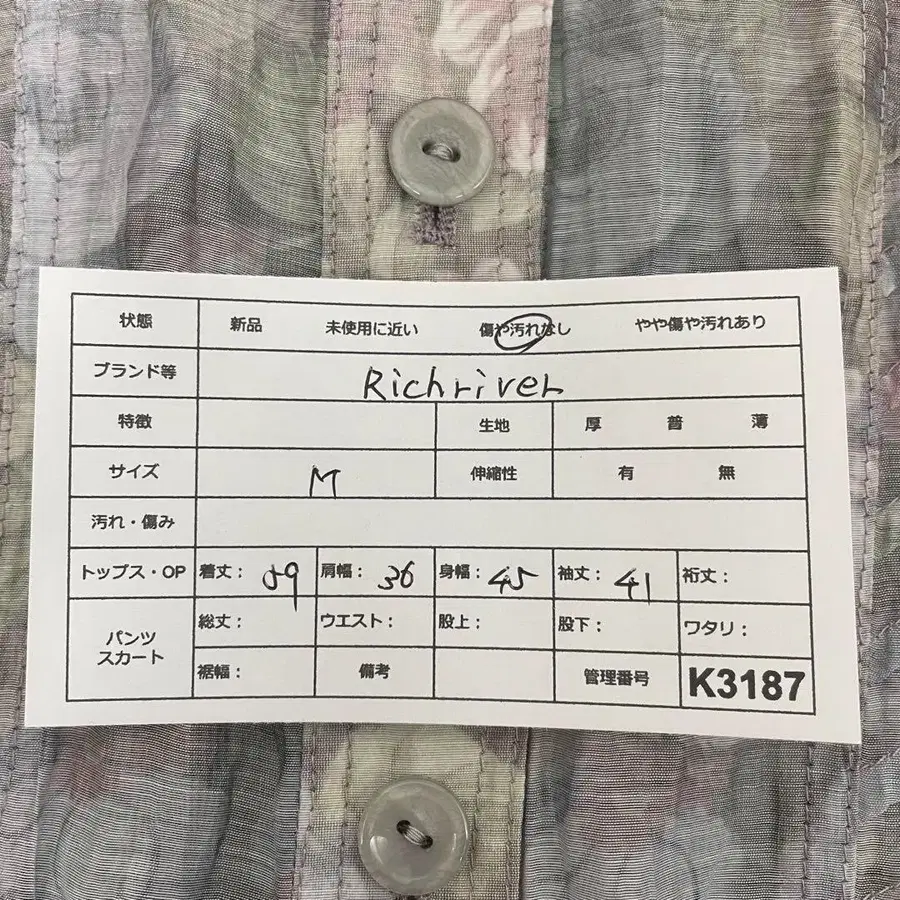 状態 新品 未使用に近い 傷や汚れなし やや傷や汚れあり
ブランド等 Richriver
特徴 生地 厚 普 薄
サイズ M 伸縮性 有 無
汚れ・傷み
トップス・OP 着丈： 59 肩幅： 36 身幅： 45 袖丈： 41 裄丈：
パンツ
スカート
総丈： ウエスト： 股上： 股下： ワタリ：
裾幅： 備考 管理番号 K3187